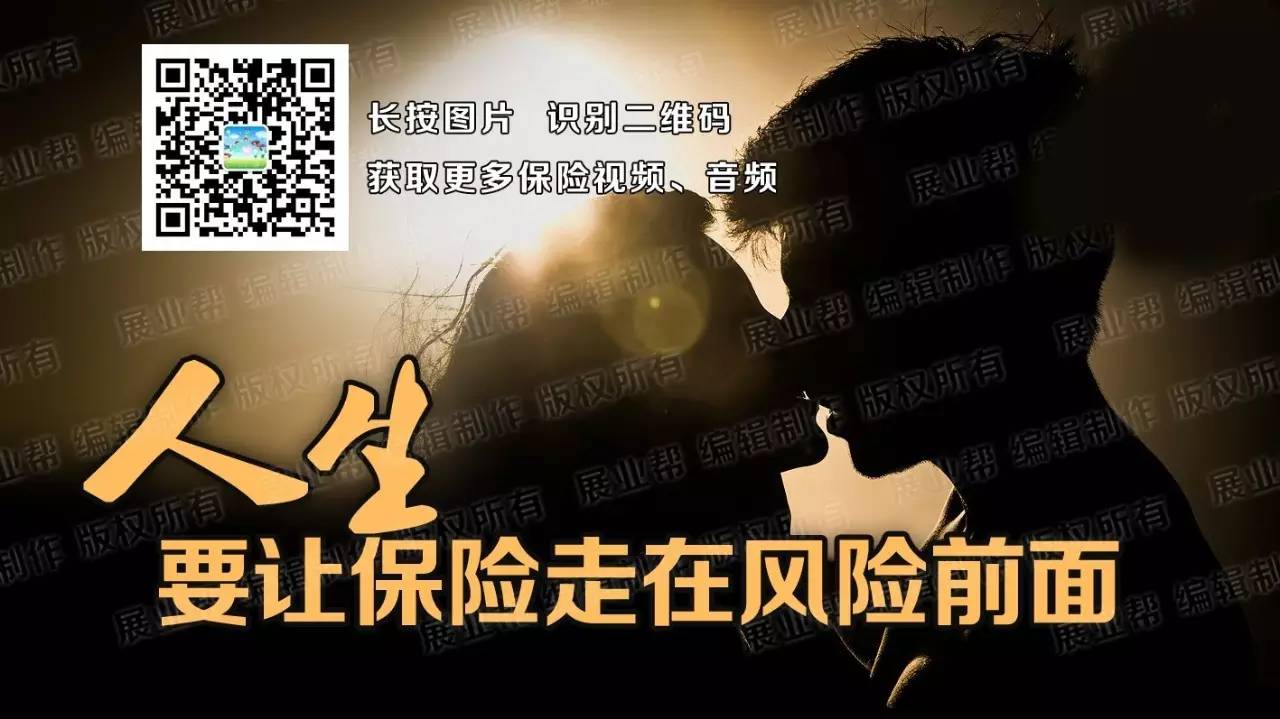 长按图片 识别二维码
获取更多保险视频、音频
人生
要让保险走在风险前面
展业帮 编辑制作 版权所有